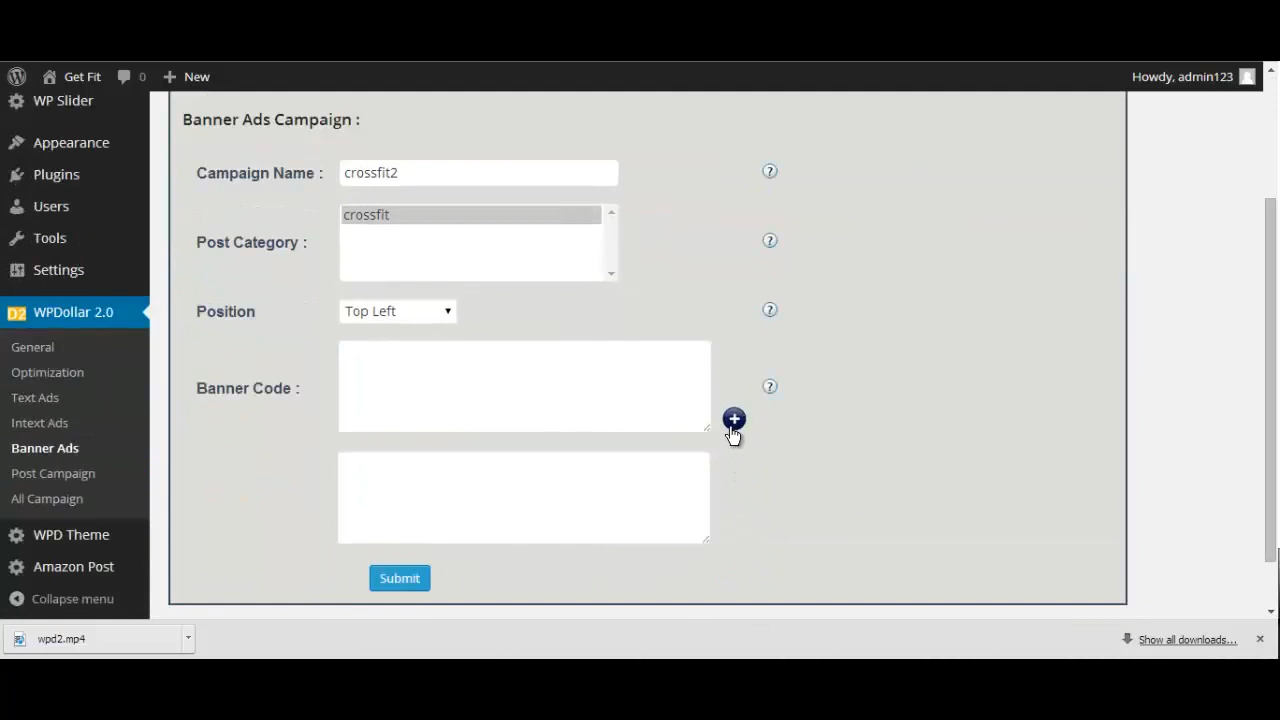 Get Fit
0
New
Howdy, admin123
WP Slider
Appearance
Plugins
Users
Tools
Settings
D2
WPDollar 2.0
General
Optimization
Text Ads
Intext Ads
Banner Ads
Post Campaign
All Campaign
WPD Theme
Amazon Post
Collapse menu
Banner Ads Campaign :
Campaign Name :
crossfit2
?
Post Category :
crossfit
?
Position
Top Left
?
Banner Code :
?
+
Submit
wpd2.mp4
Show all downloads...